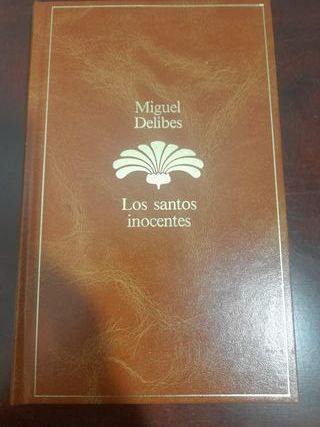 Miguel
Delibes
Los santos
inocentes